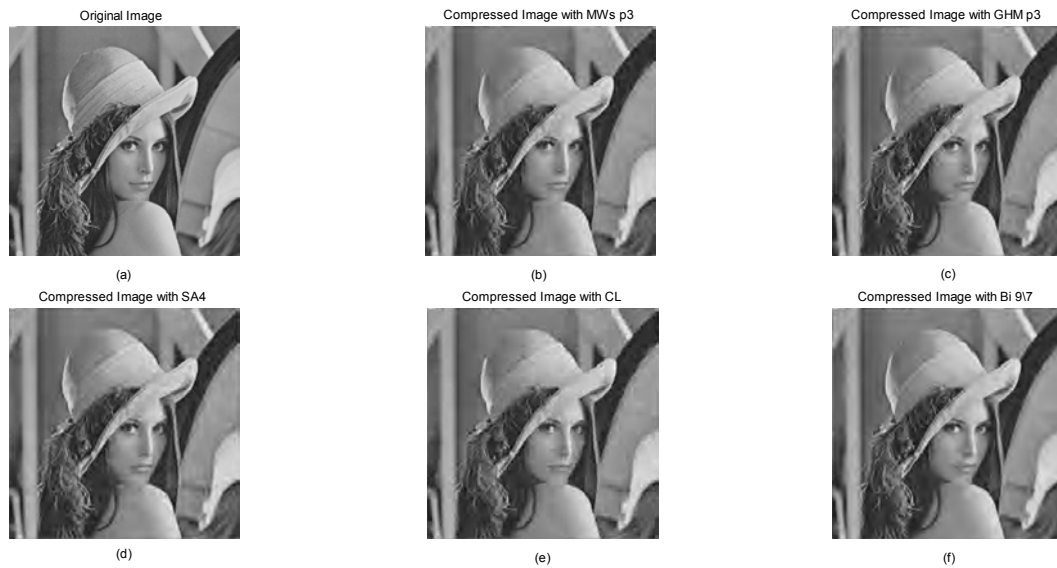 Original Image
Compressed Image with MWs p3
Compressed Image with GHM p3
(a)
(b)
(c)
Compressed Image with SA4
Compressed Image with CL
Compressed Image with Bi 9\7
(d)
(e)
(f)